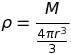 ρ = M / (4πr³ / 3)